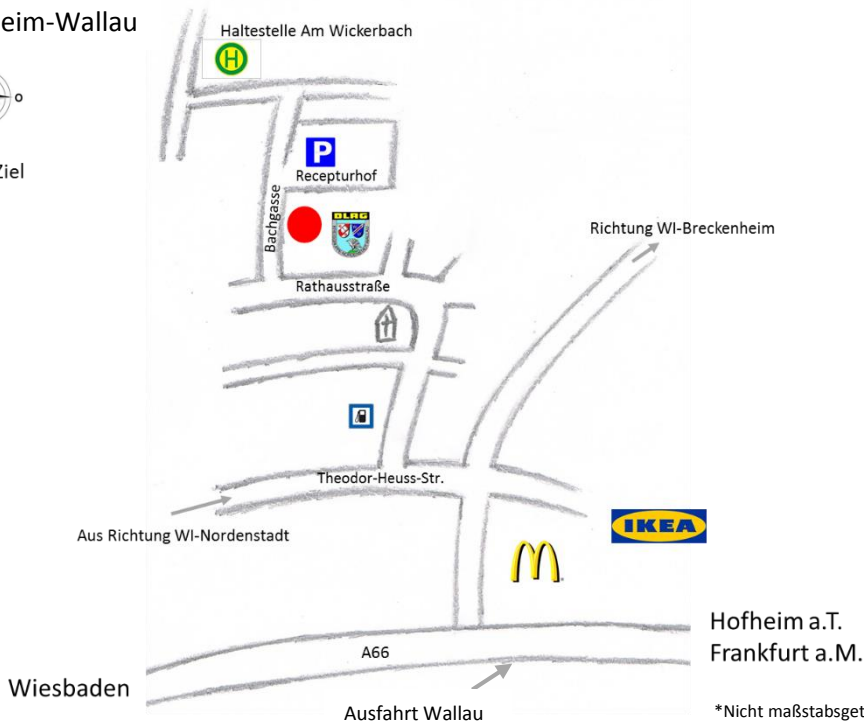 eim-Wallau
Haltestelle Am Wickerbach
H
o
P
Ziel
Recepturhof
Bachgasse
DLRG
Richtung WI-Breckenheim
Rathausstraße
Theodor-Heuss-Str.
Aus Richtung WI-Nordenstadt
IKEA
M
Hofheim a.T.
A66
Frankfurt a.M.
Wiesbaden
Ausfahrt Wallau
*Nicht maßstabsget